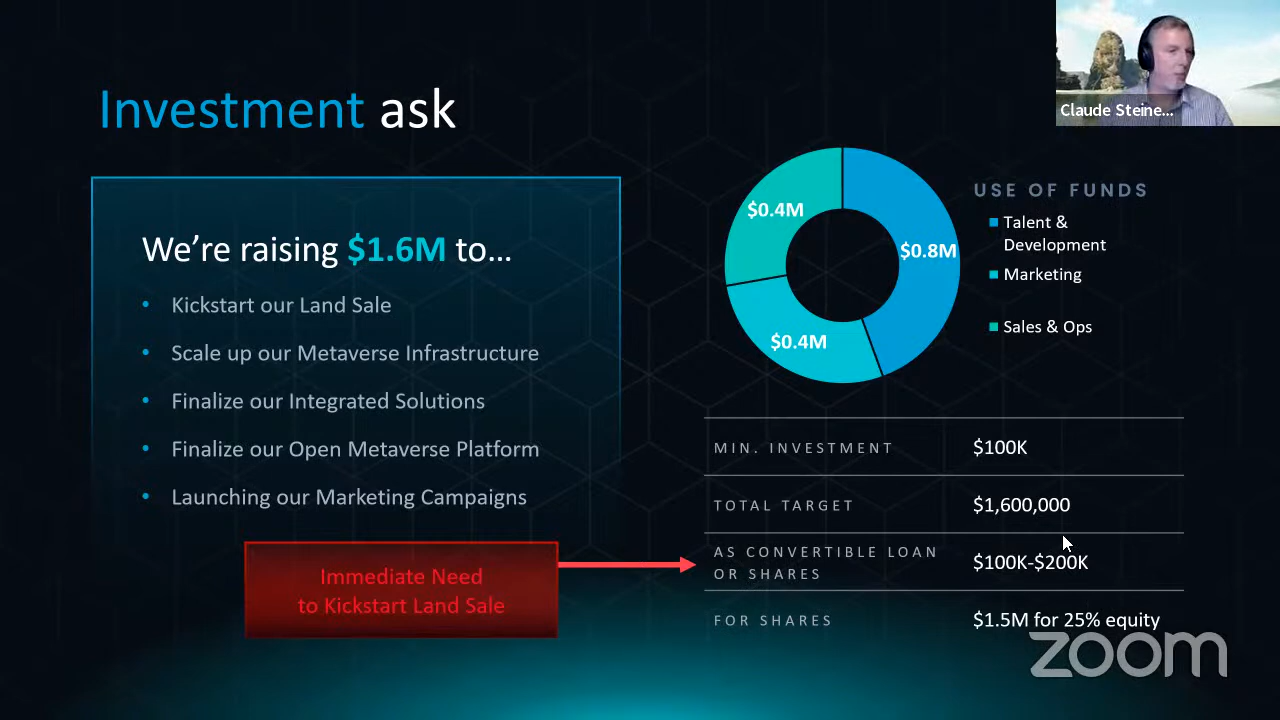 Claude Steine...
Investment ask
We’re raising $1.6M to...
• Kickstart our Land Sale
• Scale up our Metaverse Infrastructure
• Finalize our Integrated Solutions
• Finalize our Open Metaverse Platform
• Launching our Marketing Campaigns
Immediate Need
to Kickstart Land Sale
$0.4M
$0.8M
$0.4M
USE OF FUNDS
Talent &
Development
Marketing
Sales & Ops
MIN. INVESTMENT $100K
TOTAL TARGET $1,600,000
AS CONVERTIBLE LOAN
OR SHARES $100K-$200K
FOR SHARES $1.5M for 25% equity
zoom